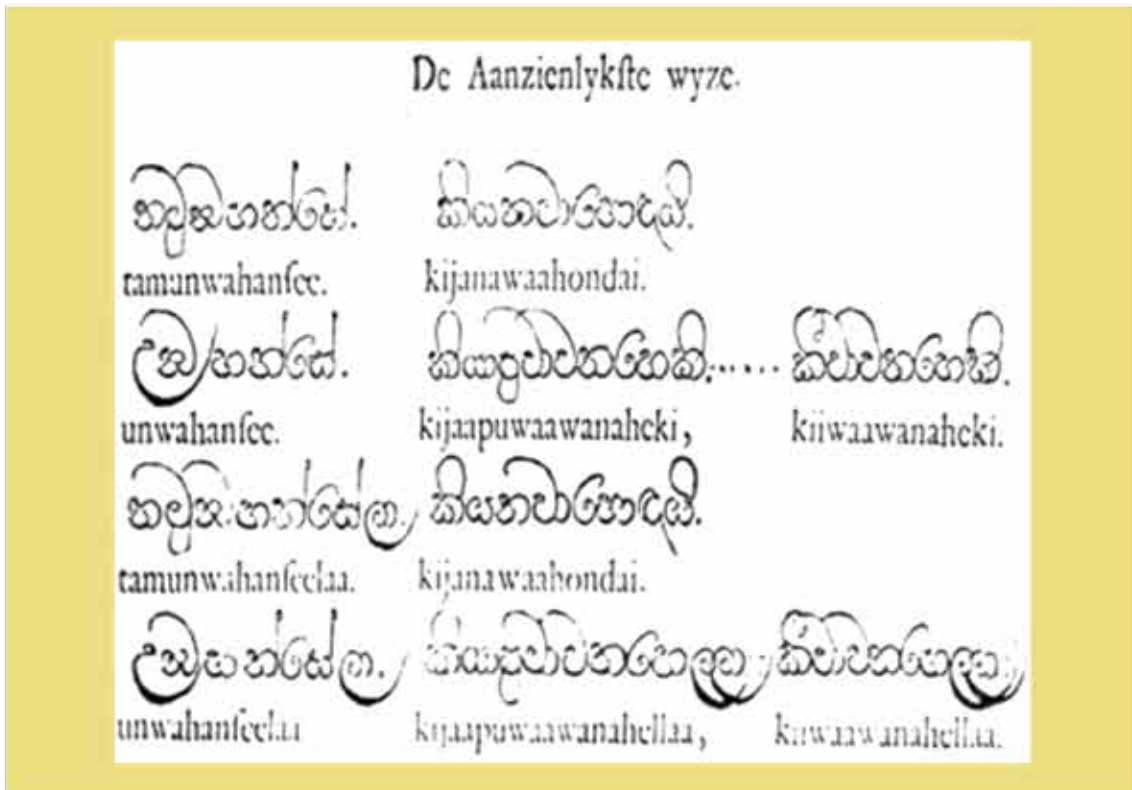 De Aanzienlykſte wyze.
තමුන්වහන්සේ. කියනවාහොඳයි.
tamunwahanſee. kijanawaahondai.
උන්වහන්සේ. කියාපුවාවනහෙකි...... කීවාවනහෙකි.
unwahanſee. kijaapuwaawanaheki, kiiwaawanaheki.
තමුන්වහන්සේලා. කියනවාහොඳයි.
tamunwahanſeelaa. kijanawaahondai.
උන්වහන්සේලා. කියාපුවාවනහෙල්ලා, කීවාවනහෙල්ලා.
unwahanſeelaa kijaapuwaawanahellaa, kiiwaawanahellaa.